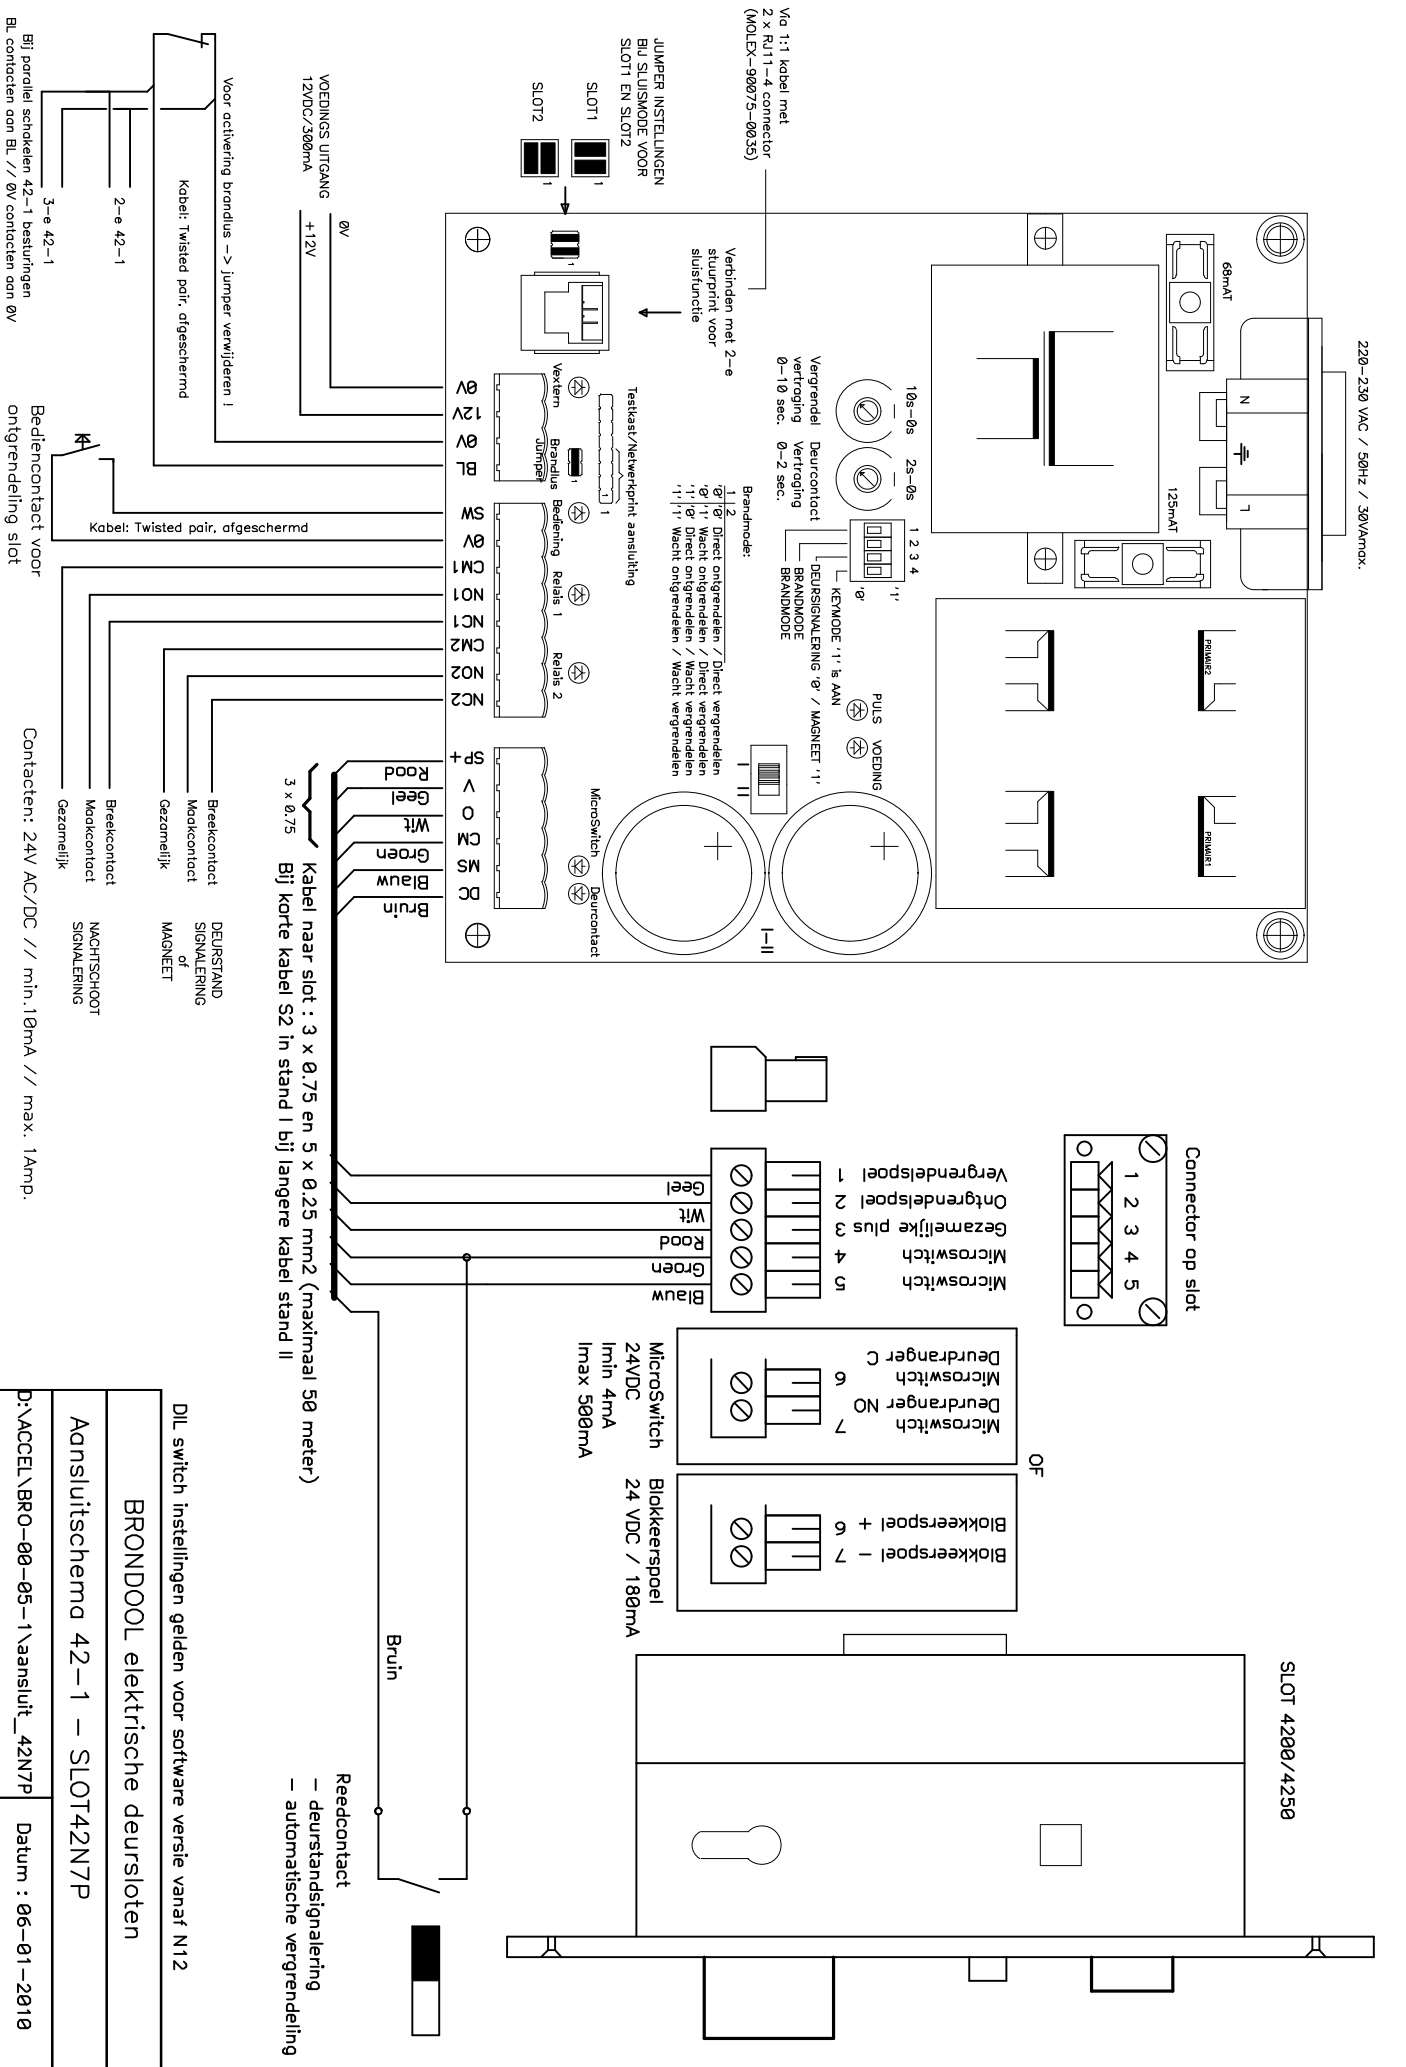 220-230 VAC / 50Hz / 30VAmax.
Via 1:1 kabel met
2 x RJ11-4 connector
(MOLEX-90075-0035)
68mAT
N
L
125mAT
PRIMAIR2
PRIMAIR1
SLOT 4200/4250
Connector op slot
1 2 3 4 5
JUMPER INSTELLINGEN
BIJ SLUISMODE VOOR
SLOT1 EN SLOT2
SLOT1
1
SLOT2
1
1
Verbinden met 2-e
stuurprint voor
sluisfunctie
10s-0s
2s-0s
Vergrendel
vertraging
0-10 sec.
Deurcontact
Vertraging
0-2 sec.
1 2 3 4
'1'
'0'
KEYMODE '1' is AAN
DEURSIGNALERING '0' / MAGNEET '1'
BRANDMODE
BRANDMODE
PULS
VOEDING
Brandmode:
1 | 2
'0' '0' Direct ontgrendelen / Direct vergrendelen
'0' '1' Wacht ontgrendelen / Direct vergrendelen
'1' '0' Direct ontgrendelen / Wacht vergrendelen
'1' '1' Wacht ontgrendelen / Wacht vergrendelen
I
II
I-II
Testkast/Netwerkprint aansluiting
1
1
Vextern
Brandlus
Jumper
Bediening
Relais 1
Relais 2
MicroSwitch
Deurcontact
0V
12V
0V
BL
SW
0V
CM1
NO1
NC1
CM2
NO2
NC2
SP+
V
O
CM
MS
DC
Rood
Geel
Wit
Groen
Blauw
Bruin
Vergrendelspoel 1
Ontgrendelspoel 2
Gezamelijke plus 3
Microswitch 4
Microswitch 5
Geel
Wit
Rood
Groen
Blauw
Microswitch
Deurdranger C
6
Microswitch
Deurdranger NO
7
OF
Blokkeerspoel + 6
Blokkeerspoel - 7
MicroSwitch
24VDC
Imin 4mA
Imax 500mA
Blokkeerspoel
24 VDC / 180mA
VOEDINGS UITGANG
12VDC/300mA
0V
+12V
3 x 0.75
Kabel naar slot : 3 x 0.75 en 5 x 0.25 mm2 (maximaal 50 meter)
Bij korte kabel S2 in stand I bij langere kabel stand II
Bruin
Reedcontact
- deurstandsignalering
- automatische vergrendeling
Voor activering brandlus -> jumper verwijderen !
Kabel: Twisted pair, afgeschermd
2-e 42-1
3-e 42-1
Bij parallel schakelen 42-1 besturingen
BL contacten aan BL // 0V contacten aan 0V
Kabel: Twisted pair, afgeschermd
Bediencontact voor
ontgrendeling slot
Breekcontact
Maakcontact
Gezamelijk
DEURSTAND
SIGNALERING
of
MAGNEET
Breekcontact
Maakcontact
Gezamelijk
NACHTSCHOOT
SIGNALERING
Contacten: 24V AC/DC // min.10mA // max. 1Amp.
DIL switch instellingen gelden voor software versie vanaf N12
BRONDOOL elektrische deursloten
Aansluitschema 42-1 - SLOT42N7P
D:\ACCEL\BRO-00-05-1\aansluit_42N7P
Datum : 06-01-2010